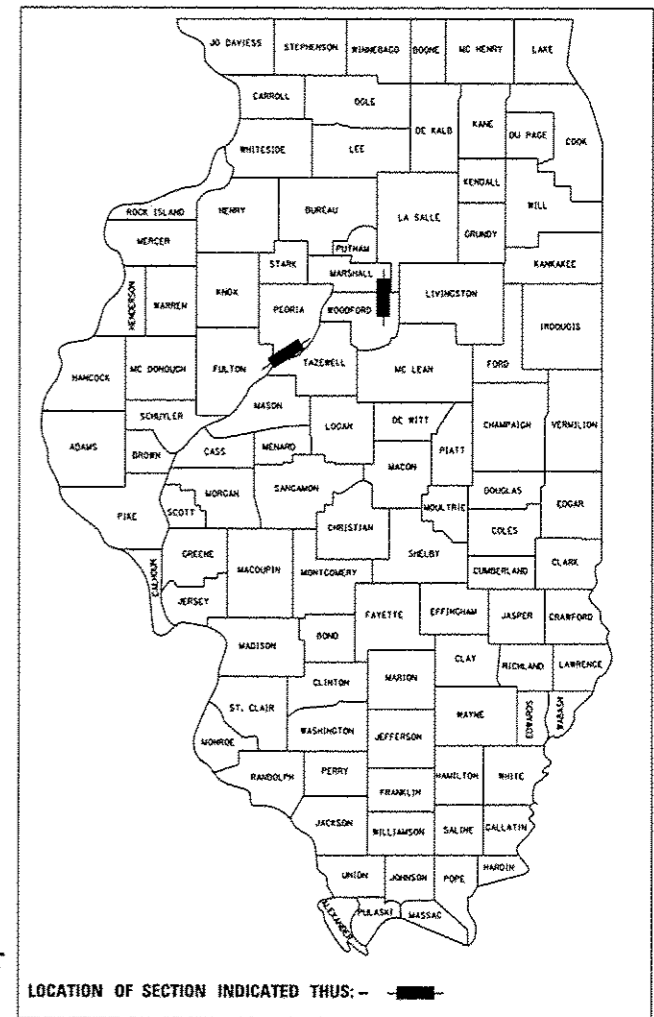 JO DAVIESS STEPHENSON WINNEBAGO BOONE MC HENRY LAKE
CARROLL OGLE DE KALB KANE DU PAGE COOK
WHITESIDE LEE KENDALL WILL
ROCK ISLAND HENRY BUREAU LA SALLE GRUNDY
MERCER STARK PUTNAM KANKAKEE
HENDERSON WARREN KNOX PEORIA MARSHALL WOODFORD LIVINGSTON IROQUOIS
HANCOCK MC DONOUGH FULTON TAZEWELL MC LEAN FORD
SCHUYLER MASON LOGAN DE WITT CHAMPAIGN VERMILION
ADAMS BROWN CASS MENARD MACON PIATT
PIKE SCOTT MORGAN SANGAMON CHRISTIAN MOULTRIE DOUGLAS EDGAR
COLES
CALHOUN GREENE MACOUPIN MONTGOMERY SHELBY CUMBERLAND CLARK
JERSEY FAYETTE EFFINGHAM JASPER CRAWFORD
MADISON BOND CLAY RICHLAND LAWRENCE
CLINTON MARION
ST. CLAIR WASHINGTON WAYNE EDWARDS WABASH
MONROE JEFFERSON
RANDOLPH PERRY FRANKLIN HAMILTON WHITE
JACKSON WILLIAMSON SALINE GALLATIN
UNION JOHNSON POPE HARDIN
ALEXANDER PULASKI MASSAC
LOCATION OF SECTION INDICATED THUS: -